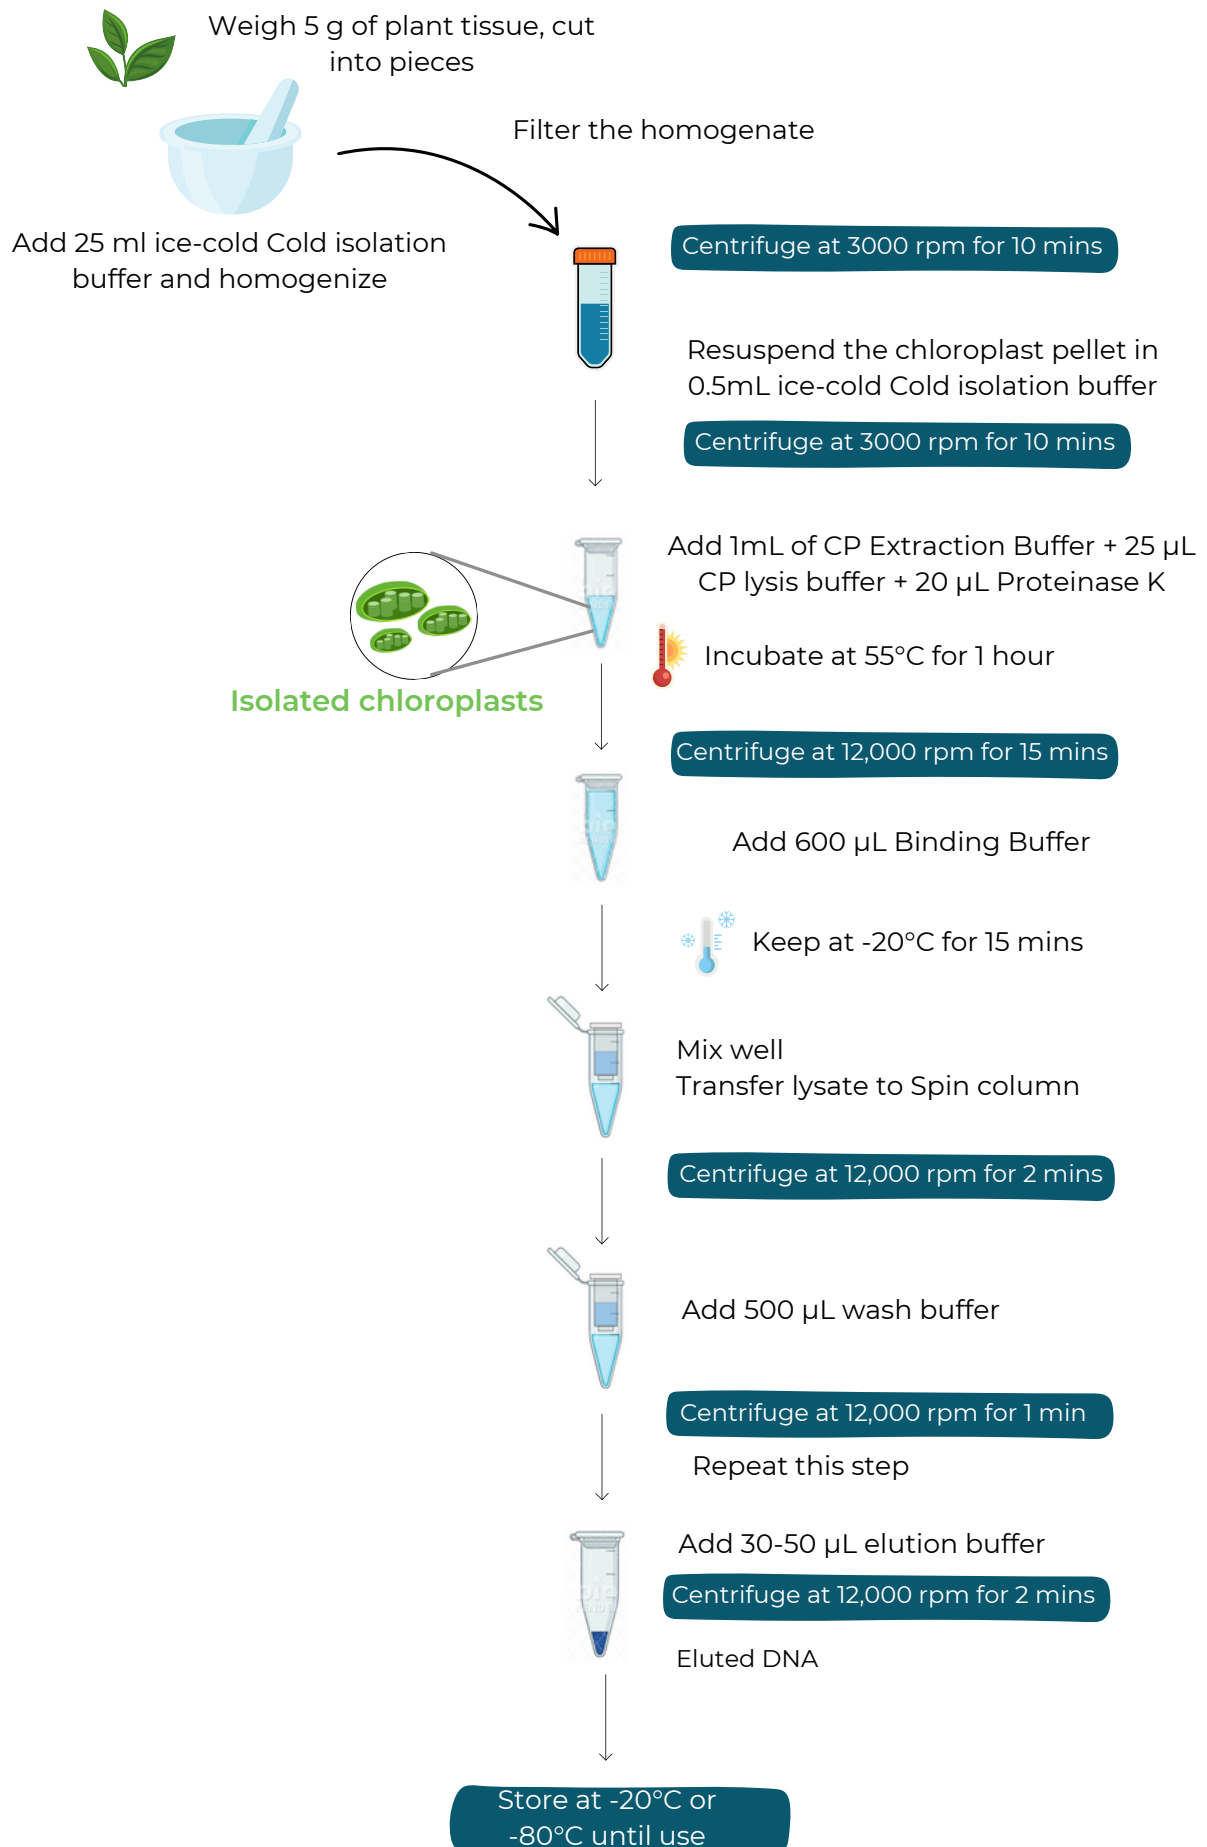 Weigh 5 g of plant tissue, cut
into pieces
Filter the homogenate
Add 25 ml ice-cold Cold isolation
buffer and homogenize
Centrifuge at 3000 rpm for 10 mins
Resuspend the chloroplast pellet in
0.5mL ice-cold Cold isolation buffer
Centrifuge at 3000 rpm for 10 mins
Add 1mL of CP Extraction Buffer + 25 µL
CP lysis buffer + 20 µL Proteinase K
Incubate at 55°C for 1 hour
Isolated chloroplasts
Centrifuge at 12,000 rpm for 15 mins
Add 600 µL Binding Buffer
Keep at -20°C for 15 mins
Mix well
Transfer lysate to Spin column
Centrifuge at 12,000 rpm for 2 mins
Add 500 µL wash buffer
Centrifuge at 12,000 rpm for 1 min
Repeat this step
Add 30-50 µL elution buffer
Centrifuge at 12,000 rpm for 2 mins
Eluted DNA
Store at -20°C or
-80°C until use